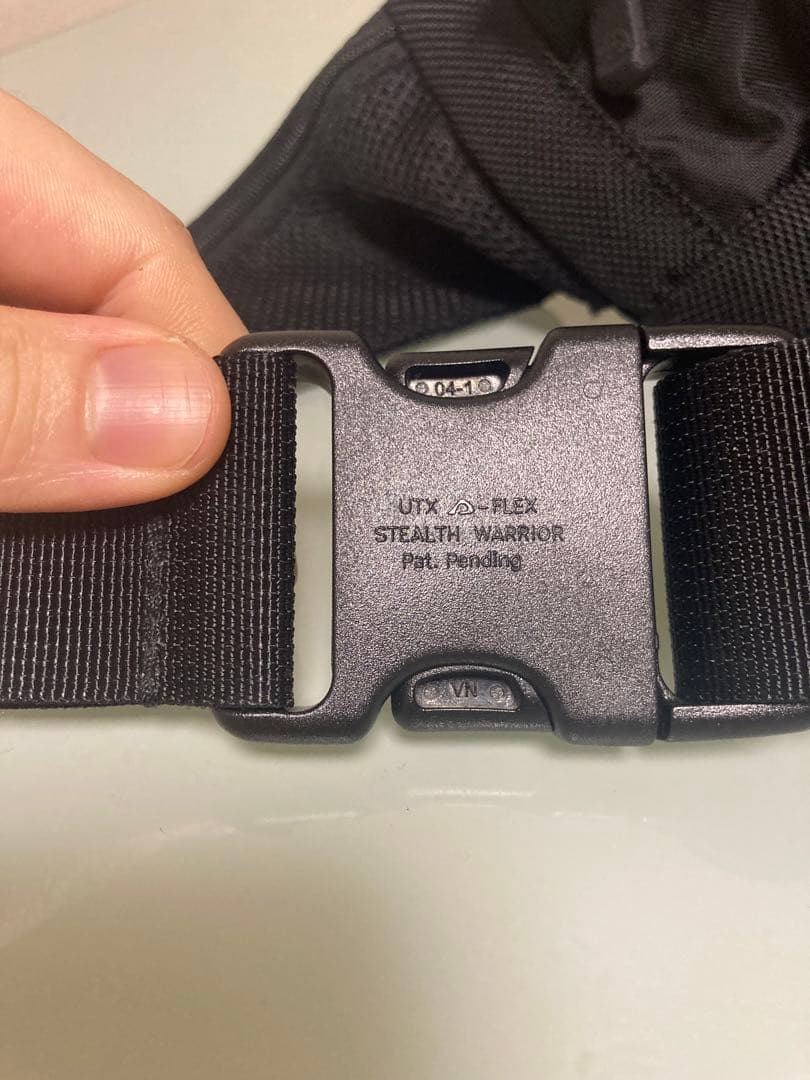 04-1
UTX -FLEX
STEALTH WARRIOR
Pat. Pending
VN